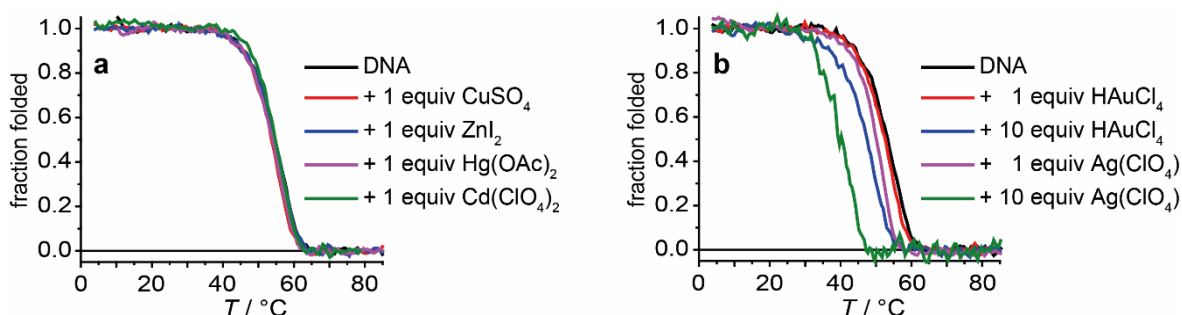 1.0
0.8
0.6
0.4
0.2
0.0
fraction folded
a
DNA
+ 1 equiv CuSO4
+ 1 equiv ZnI2
+ 1 equiv Hg(OAc)2
+ 1 equiv Cd(ClO4)2
0 20 40 60 80
T / °C
1.0
0.8
0.6
0.4
0.2
0.0
fraction folded
b
DNA
+ 1 equiv HAuCl4
+ 10 equiv HAuCl4
+ 1 equiv Ag(ClO4)
+ 10 equiv Ag(ClO4)
0 20 40 60 80
T / °C